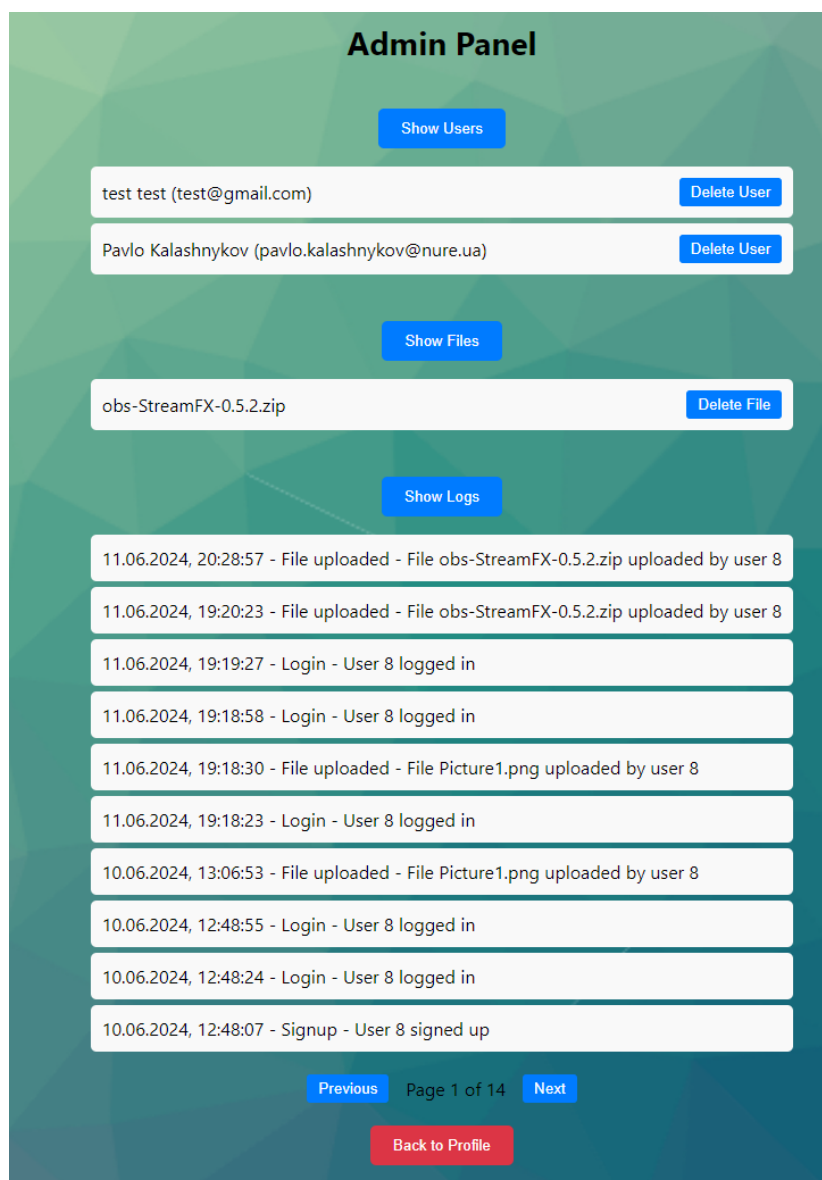 Admin Panel
Show Users
test test (test@gmail.com)
Delete User
Pavlo Kalashnykov (pavlo.kalashnykov@nure.ua)
Delete User
Show Files
obs-StreamFX-0.5.2.zip
Delete File
Show Logs
11.06.2024, 20:28:57 - File uploaded - File obs-StreamFX-0.5.2.zip uploaded by user 8
11.06.2024, 19:20:23 - File uploaded - File obs-StreamFX-0.5.2.zip uploaded by user 8
11.06.2024, 19:19:27 - Login - User 8 logged in
11.06.2024, 19:18:58 - Login - User 8 logged in
11.06.2024, 19:18:30 - File uploaded - File Picture1.png uploaded by user 8
11.06.2024, 19:18:23 - Login - User 8 logged in
10.06.2024, 13:06:53 - File uploaded - File Picture1.png uploaded by user 8
10.06.2024, 12:48:55 - Login - User 8 logged in
10.06.2024, 12:48:24 - Login - User 8 logged in
10.06.2024, 12:48:07 - Signup - User 8 signed up
Previous Page 1 of 14 Next
Back to Profile